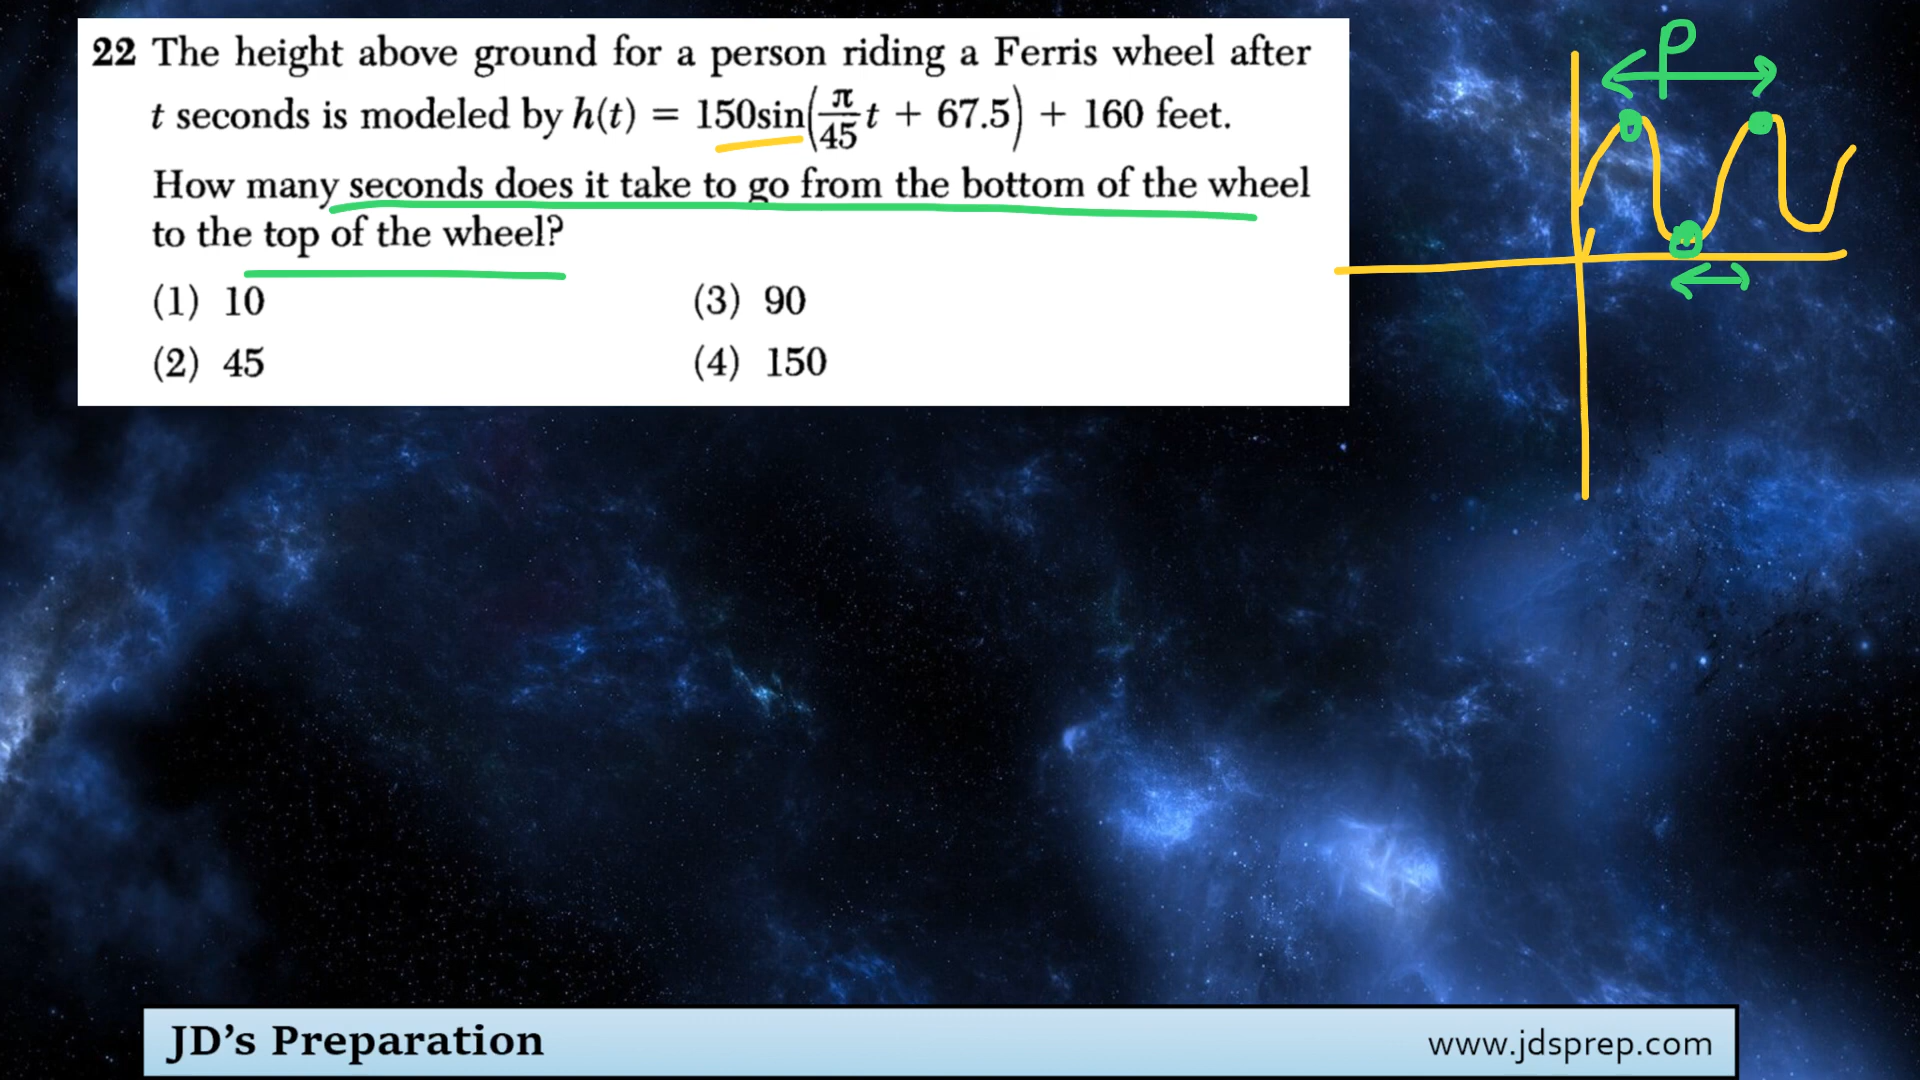 22 The height above ground for a person riding a Ferris wheel after
t seconds is modeled by h(t) = 150sin(π/45 t + 67.5) + 160 feet.
How many seconds does it take to go from the bottom of the wheel
to the top of the wheel?
(1) 10
(3) 90
(2) 45
(4) 150
P
JD's Preparation
www.jdsprep.com